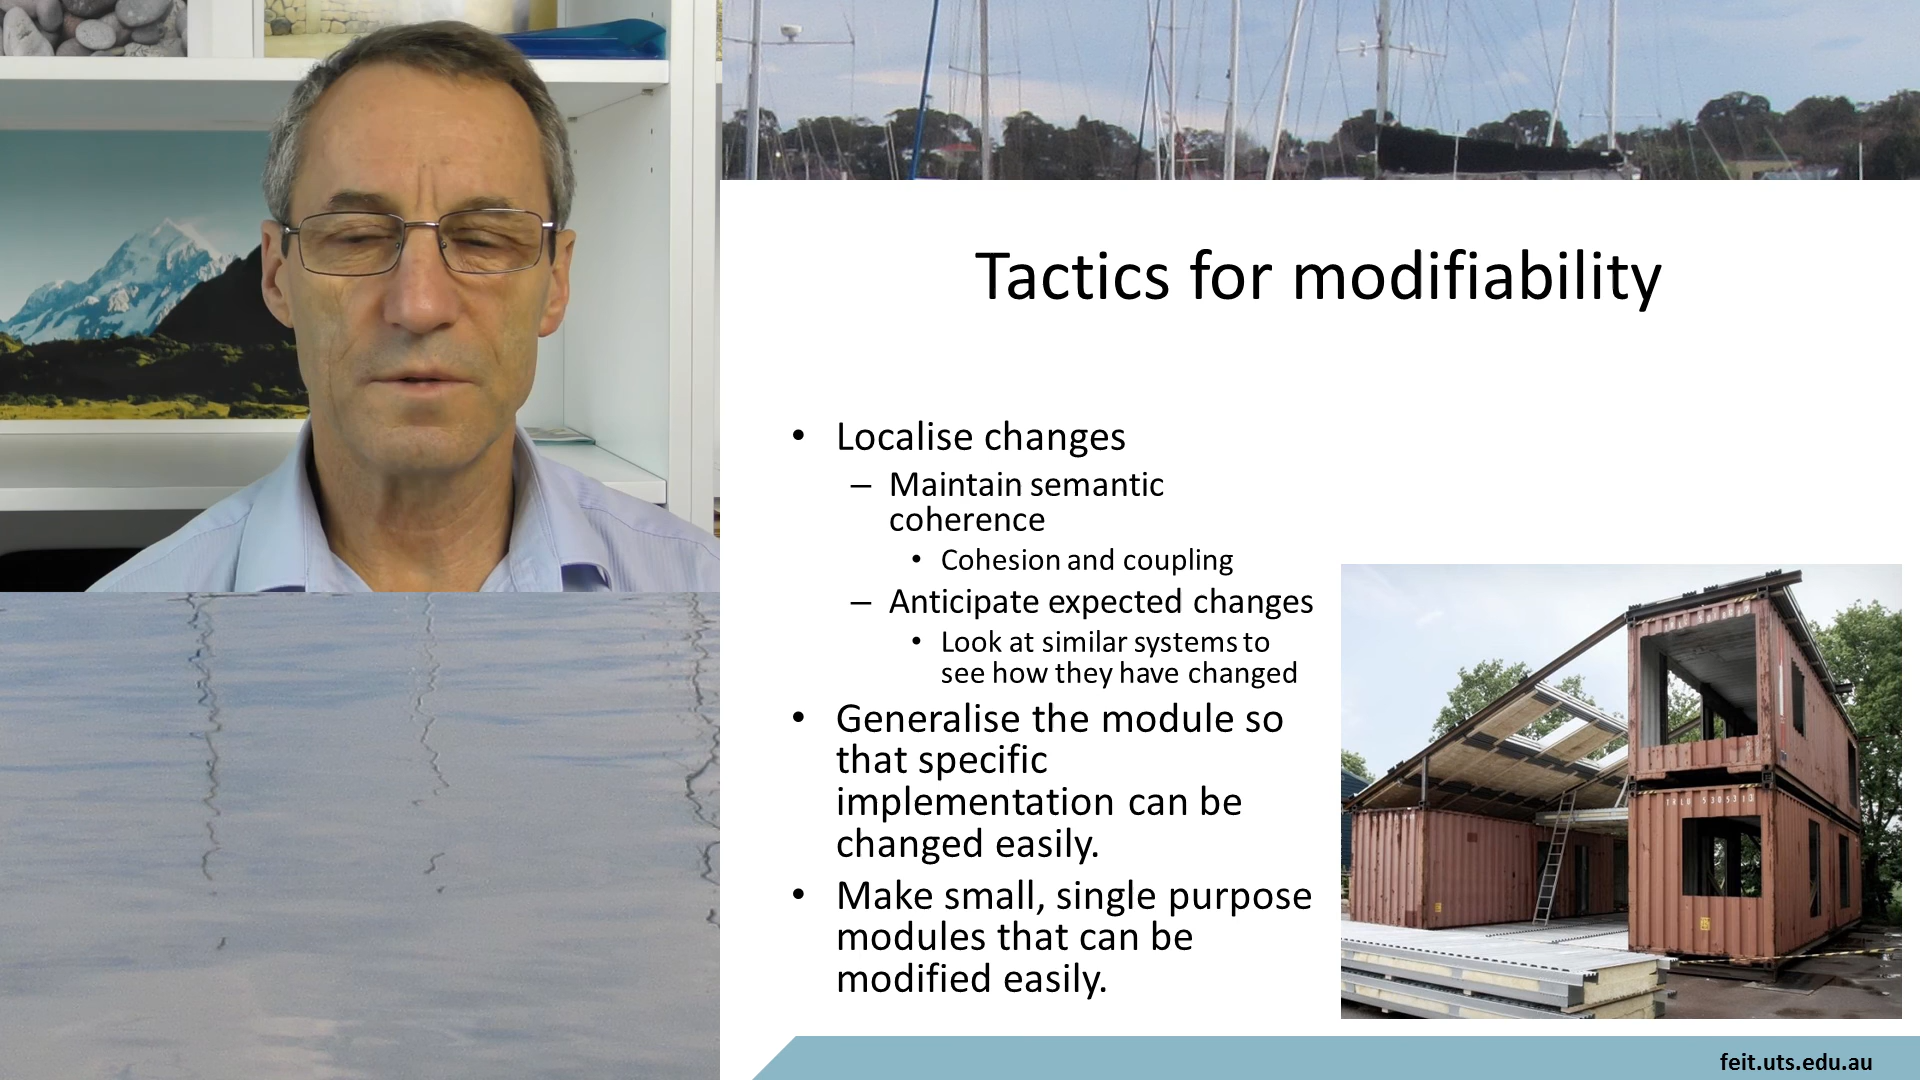 Tactics for modifiability
• Localise changes
– Maintain semantic
coherence
• Cohesion and coupling
– Anticipate expected changes
• Look at similar systems to
see how they have changed
• Generalise the module so
that specific
implementation can be
changed easily.
• Make small, single purpose
modules that can be
modified easily.
feit.uts.edu.au